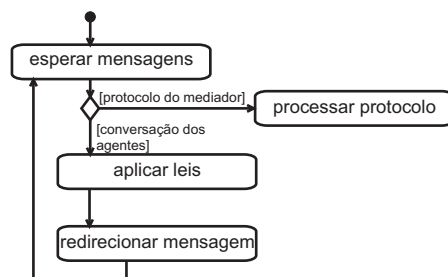 esperar mensagens
[protocolo do mediador]
processar protocolo
[conversação dos
agentes]
aplicar leis
redirecionar mensagem